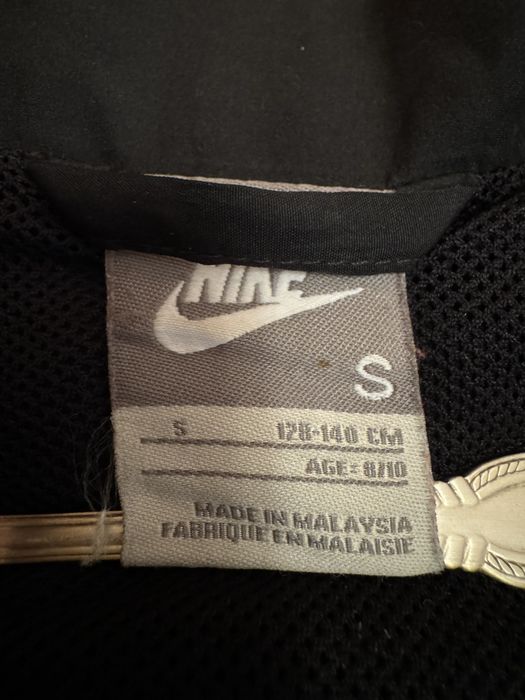 NIKE
S
S 128-140 CM
AGE: 8/10
MADE IN MALAYSIA
FABRIQUE EN MALAISIE